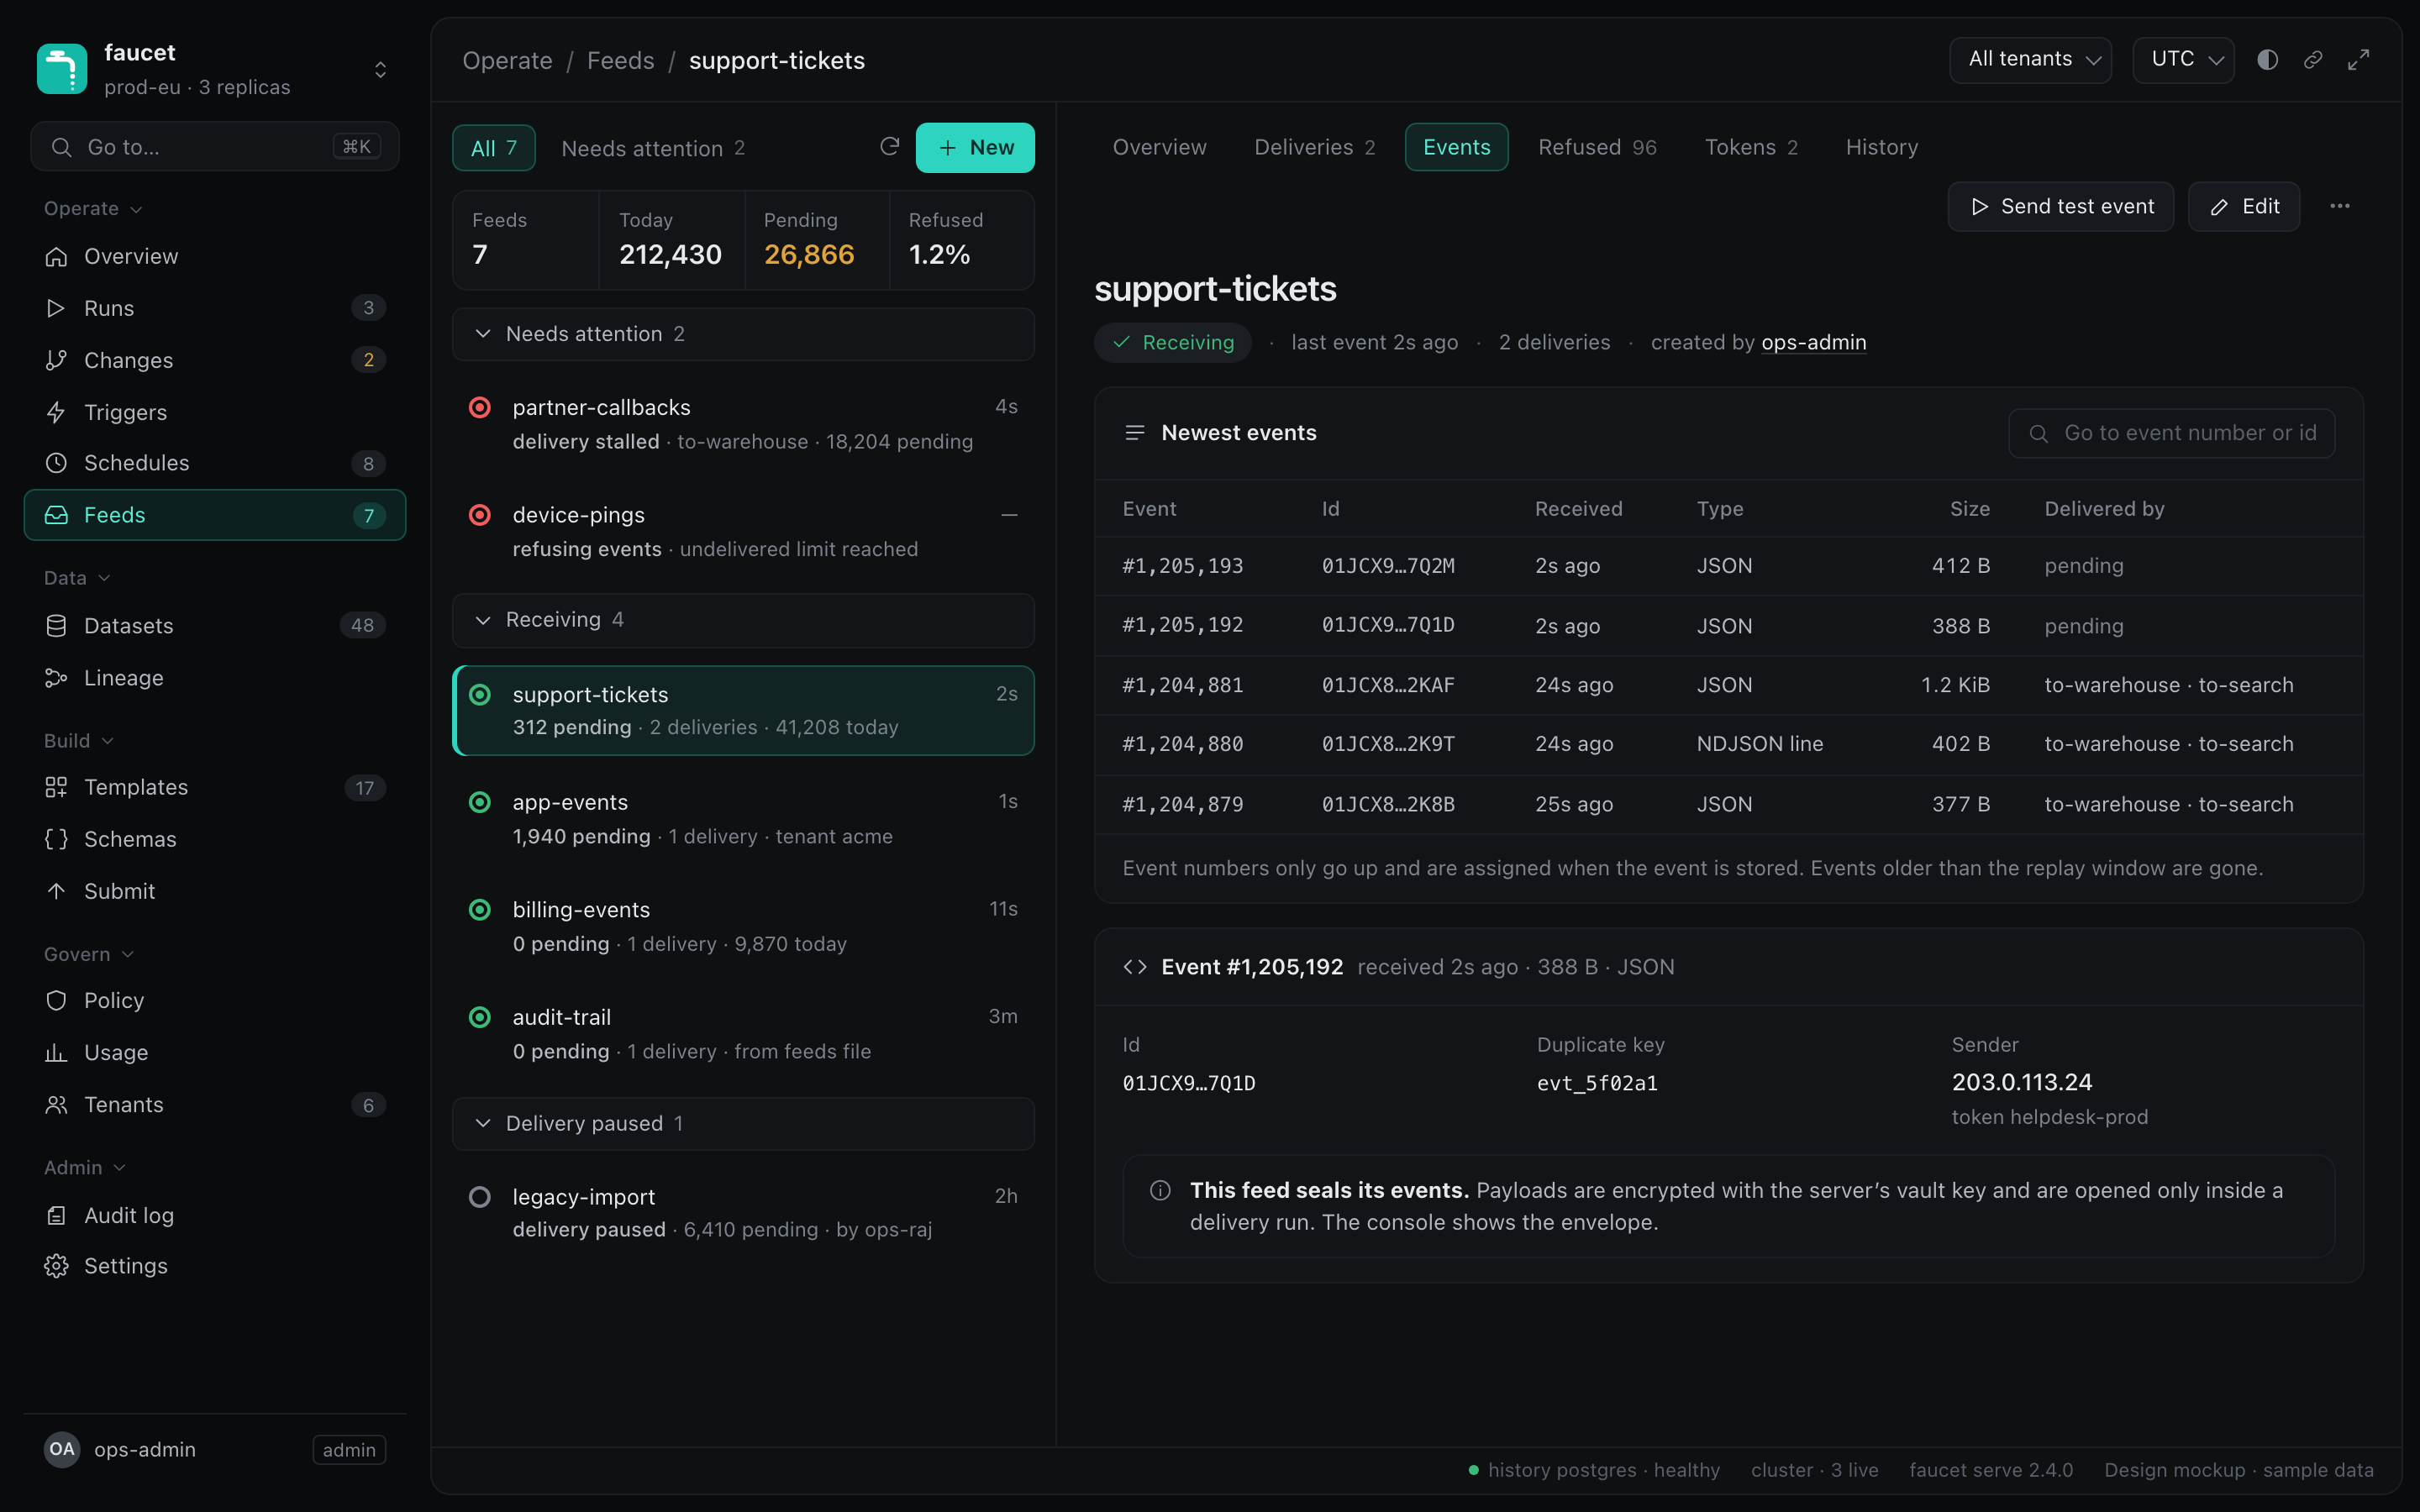 faucet
prod-eu · 3 replicas
Go to...
⌘K
Operate
Overview
Runs 3
Changes 2
Triggers
Schedules 8
Feeds 7
Data
Datasets 48
Lineage
Build
Templates 17
Schemas
Submit
Govern
Policy
Usage
Tenants 6
Admin
Audit log
Settings
OA ops-admin admin
Operate / Feeds / support-tickets
All tenants UTC
All 7 Needs attention 2 New
Feeds Today Pending Refused
7 212,430 26,866 1.2%
Needs attention 2
partner-callbacks 4s
delivery stalled · to-warehouse · 18,204 pending
device-pings —
refusing events · undelivered limit reached
Receiving 4
support-tickets 2s
312 pending · 2 deliveries · 41,208 today
app-events 1s
1,940 pending · 1 delivery · tenant acme
billing-events 11s
0 pending · 1 delivery · 9,870 today
audit-trail 3m
0 pending · 1 delivery · from feeds file
Delivery paused 1
legacy-import 2h
delivery paused · 6,410 pending · by ops-raj
Overview Deliveries 2 Events Refused 96 Tokens 2 History
Send test event Edit
support-tickets
Receiving · last event 2s ago · 2 deliveries · created by ops-admin
Newest events Go to event number or id
Event Id Received Type Size Delivered by
#1,205,193 01JCX9…7Q2M 2s ago JSON 412 B pending
#1,205,192 01JCX9…7Q1D 2s ago JSON 388 B pending
#1,204,881 01JCX8…2KAF 24s ago JSON 1.2 KiB to-warehouse · to-search
#1,204,880 01JCX8…2K9T 24s ago NDJSON line 402 B to-warehouse · to-search
#1,204,879 01JCX8…2K8B 25s ago JSON 377 B to-warehouse · to-search
Event numbers only go up and are assigned when the event is stored. Events older than the replay window are gone.
Event #1,205,192 received 2s ago · 388 B · JSON
Id Duplicate key Sender
01JCX9…7Q1D evt_5f02a1 203.0.113.24
token helpdesk-prod
This feed seals its events. Payloads are encrypted with the server’s vault key and are opened only inside a
delivery run. The console shows the envelope.
history postgres · healthy cluster · 3 live faucet serve 2.4.0 Design mockup · sample data